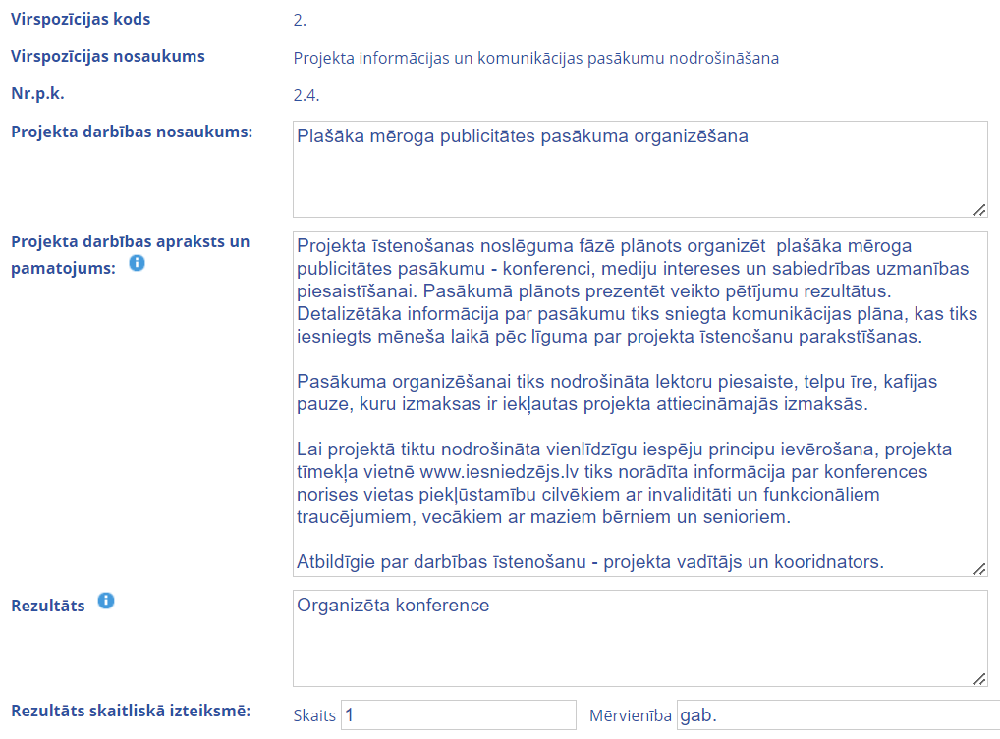 Virspozīcijas kods 2.
Virspozīcijas nosaukums Projekta informācijas un komunikācijas pasākumu nodrošināšana
Nr.p.k. 2.4.
Projekta darbības nosaukums: Plašāka mēroga publicitātes pasākuma organizēšana
Projekta darbības apraksts un pamatojums:
Projekta īstenošanas noslēguma fāzē plānots organizēt  plašāka mēroga
publicitātes pasākumu - konferenci, mediju intereses un sabiedrības uzmanības
piesaistīšanai. Pasākumā plānots prezentēt veikto pētījumu rezultātus.
Detalizētāka informācija par pasākumu tiks sniegta komunikācijas plāna, kas tiks
iesniegts mēneša laikā pēc līguma par projekta īstenošanu parakstīšanas.
Pasākuma organizēšanai tiks nodrošināta lektoru piesaiste, telpu īre, kafijas
pauze, kuru izmaksas ir iekļautas projekta attiecināmajās izmaksās.
Lai projektā tiktu nodrošināta vienlīdzīgu iespēju principu ievērošana, projekta
tīmekļa vietnē www.iesniedzējs.lv tiks norādīta informācija par konferences
norises vietas piekļūstamību cilvēkiem ar invaliditāti un funkcionāliem
traucējumiem, vecākiem ar maziem bērniem un senioriem.
Atbildīgie par darbības īstenošanu - projekta vadītājs un kooridnators.
Rezultāts Organizēta konference
Rezultāts skaitliskā izteiksmē: Skaits 1 Mērvienība gab.